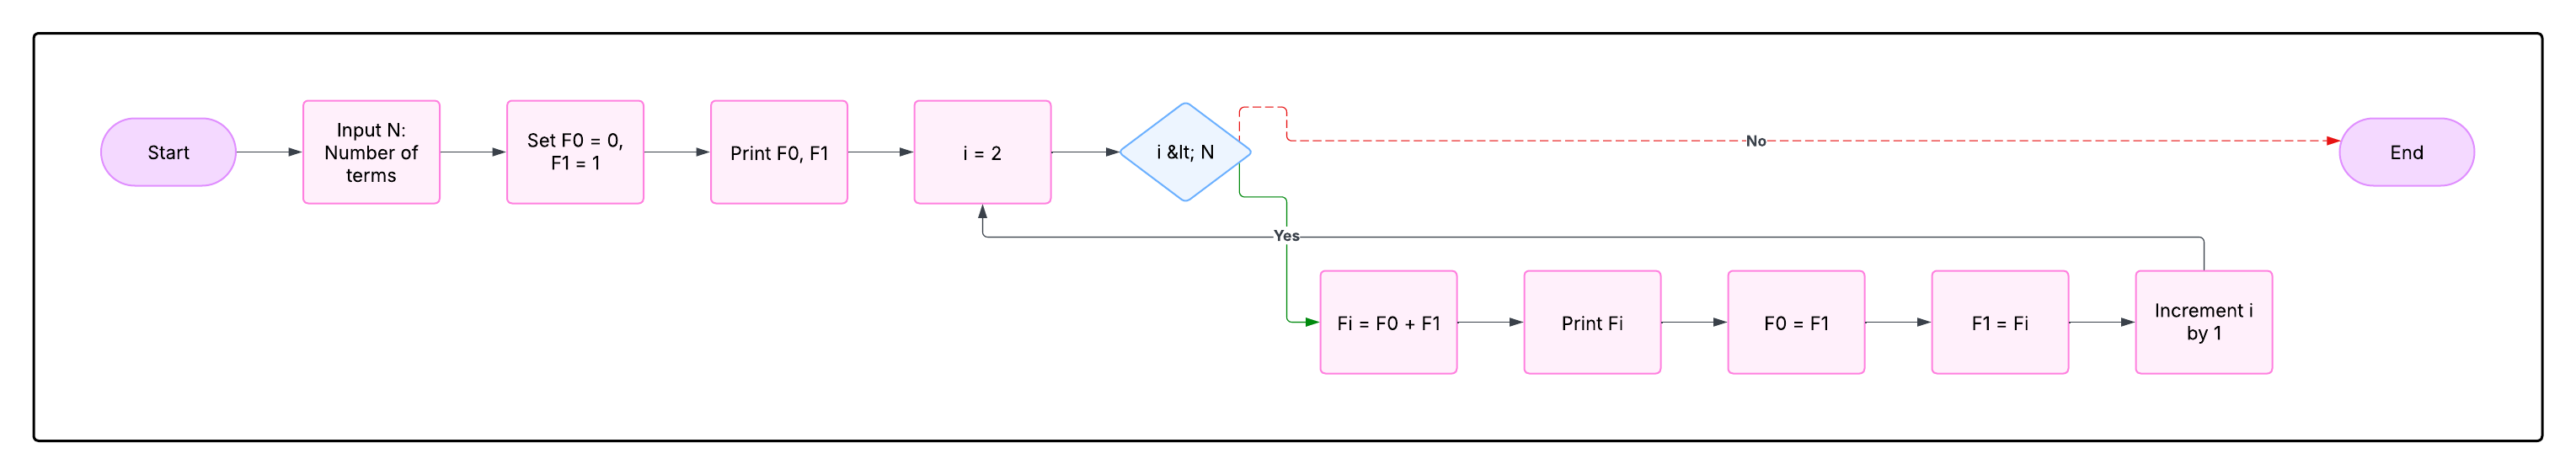 Start
Input N:
Number of
terms
Set F0 = 0,
F1 = 1
Print F0, F1
i = 2
i &lt; N
No
End
Yes
Fi = F0 + F1
Print Fi
F0 = F1
F1 = Fi
Increment i
by 1